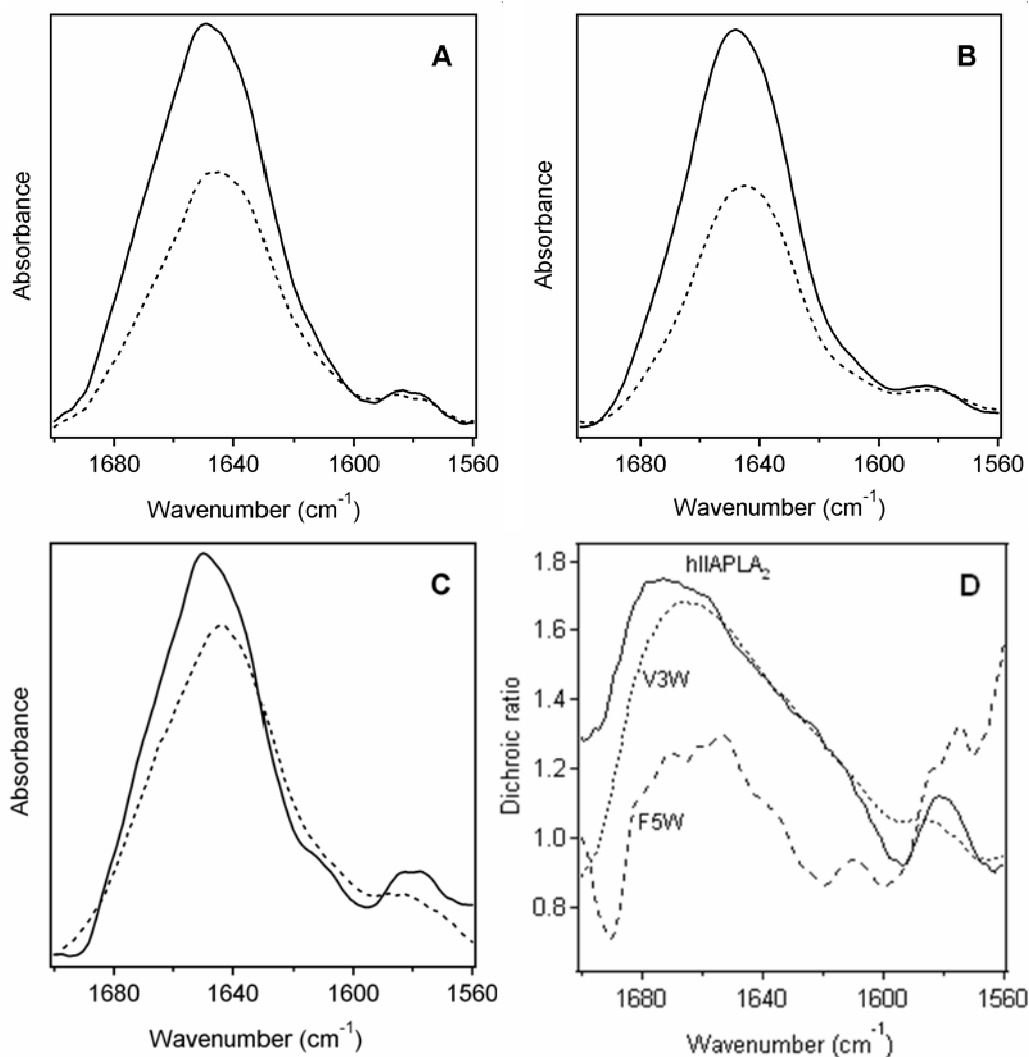 A
Absorbance
1680 1640 1600 1560
Wavenumber (cm⁻¹)
B
Absorbance
1680 1640 1600 1560
Wavenumber (cm⁻¹)
C
Absorbance
1680 1640 1600 1560
Wavenumber (cm⁻¹)
D
hIIAPLA₂
V3W
F5W
Dichroic ratio
1.8
1.6
1.4
1.2
1.0
0.8
1680 1640 1600 1560
Wavenumber (cm⁻¹)